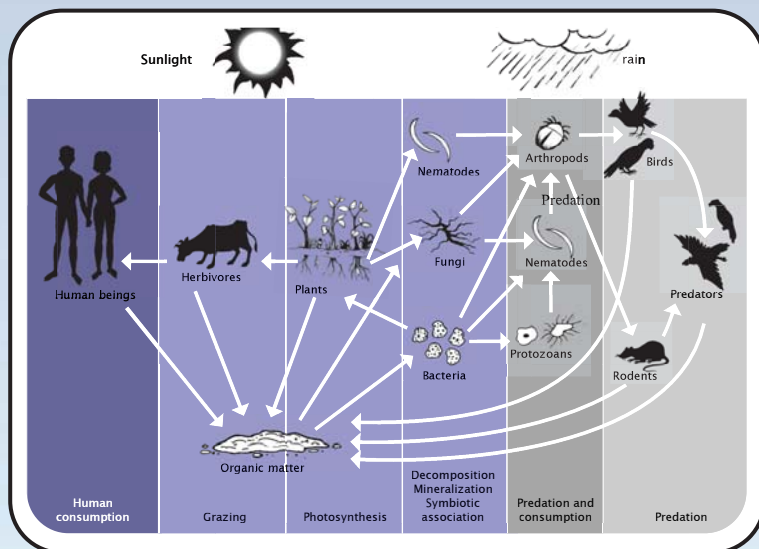 Sunlight
rain
Nematodes
Arthropods
Birds
Predation
Fungi
Nematodes
Herbivores
Plants
Human beings
Predators
Protozoans
Bacteria
Rodents
Organic matter
Human
consumption
Grazing
Photosynthesis
Decomposition
Mineralization
Symbiotic
association
Predation and
consumption
Predation